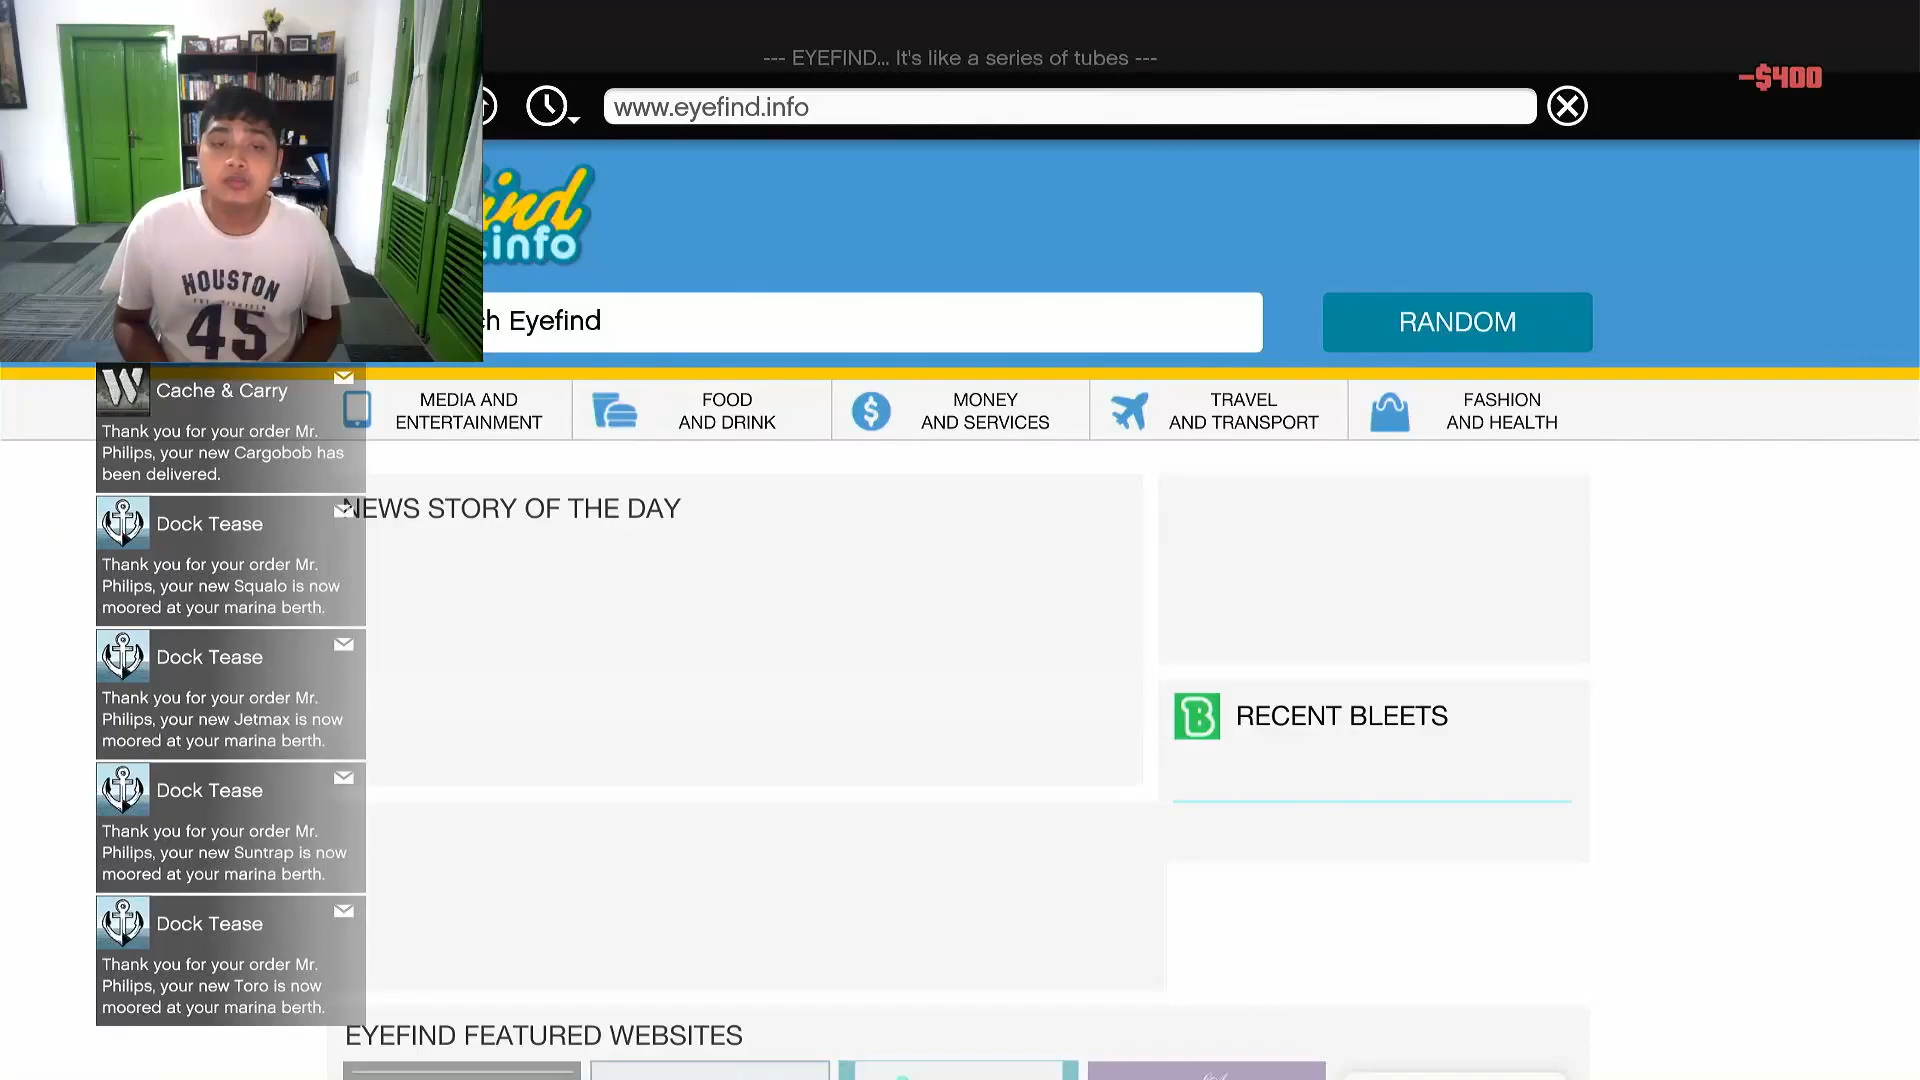 --- EYEFIND... It's like a series of tubes ---
-$400
www.eyefind.info
ind
.info
HOUSTON
45
ch Eyefind
RANDOM
MEDIA AND
ENTERTAINMENT
FOOD
AND DRINK
MONEY
AND SERVICES
TRAVEL
AND TRANSPORT
FASHION
AND HEALTH
Cache & Carry
Thank you for your order Mr.
Philips, your new Cargobob has
been delivered.
Dock Tease
Thank you for your order Mr.
Philips, your new Squalo is now
moored at your marina berth.
Dock Tease
Thank you for your order Mr.
Philips, your new Jetmax is now
moored at your marina berth.
Dock Tease
Thank you for your order Mr.
Philips, your new Suntrap is now
moored at your marina berth.
Dock Tease
Thank you for your order Mr.
Philips, your new Toro is now
moored at your marina berth.
NEWS STORY OF THE DAY
RECENT BLEETS
EYEFIND FEATURED WEBSITES